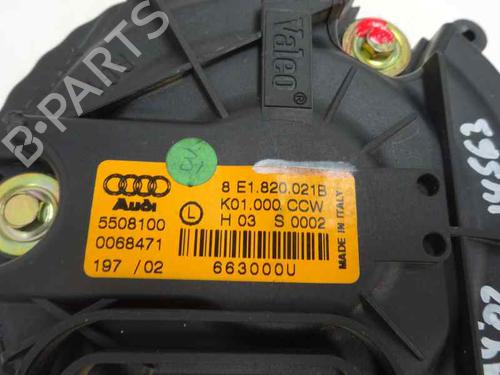 B-PARTS
Valeo
®
Audi
8 E1.820.021B
L
K01.000 CCW
H 03 S 0002
5508100
0068471
197 / 02
663000U
MADE IN ITALY